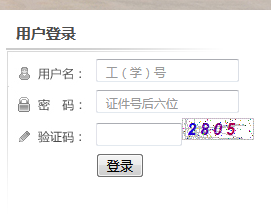 用户登录
用户名： 工（学）号
密　码： 证件号后六位
验证码： 2805
登录